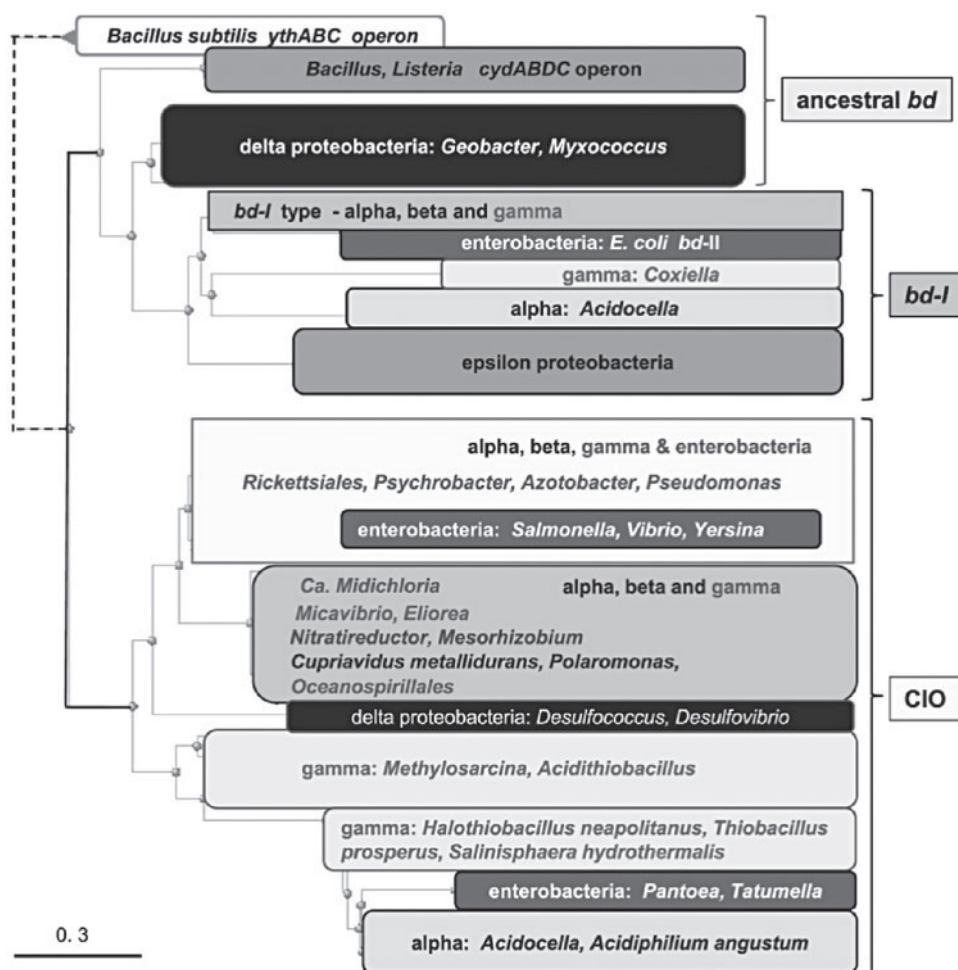 Bacillus subtilis ythABC operon
Bacillus, Listeria cydABDC operon
ancestral bd
delta proteobacteria: Geobacter, Myxococcus
bd-I type - alpha, beta and gamma
enterobacteria: E. coli bd-II
gamma: Coxiella
bd-I
alpha: Acidocella
epsilon proteobacteria
alpha, beta, gamma & enterobacteria
Rickettsiales, Psychrobacter, Azotobacter, Pseudomonas
enterobacteria: Salmonella, Vibrio, Yersina
Ca. Midichloria
alpha, beta and gamma
Micavibrio, Eliorea
Nitratireductor, Mesorhizobium
Cupriavidus metallidurans, Polaromonas,
Oceanospirillales
CIO
delta proteobacteria: Desulfococcus, Desulfovibrio
gamma: Methylosarcina, Acidithiobacillus
gamma: Halothiobacillus neapolitanus, Thiobacillus
prosperus, Salinisphaera hydrothermalis
enterobacteria: Pantoea, Tatumella
0. 3
alpha: Acidocella, Acidiphilium angustum